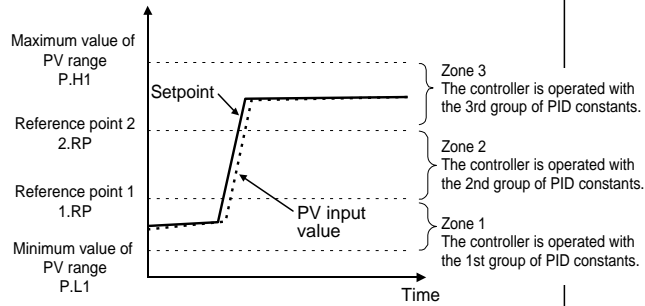 Maximum value of
PV range
P.H1
Setpoint
Reference point 2
2.RP
Reference point 1
1.RP
PV input
value
Minimum value of
PV range
P.L1
Time
Zone 3
The controller is operated with
the 3rd group of PID constants.
Zone 2
The controller is operated with
the 2nd group of PID constants.
Zone 1
The controller is operated with
the 1st group of PID constants.